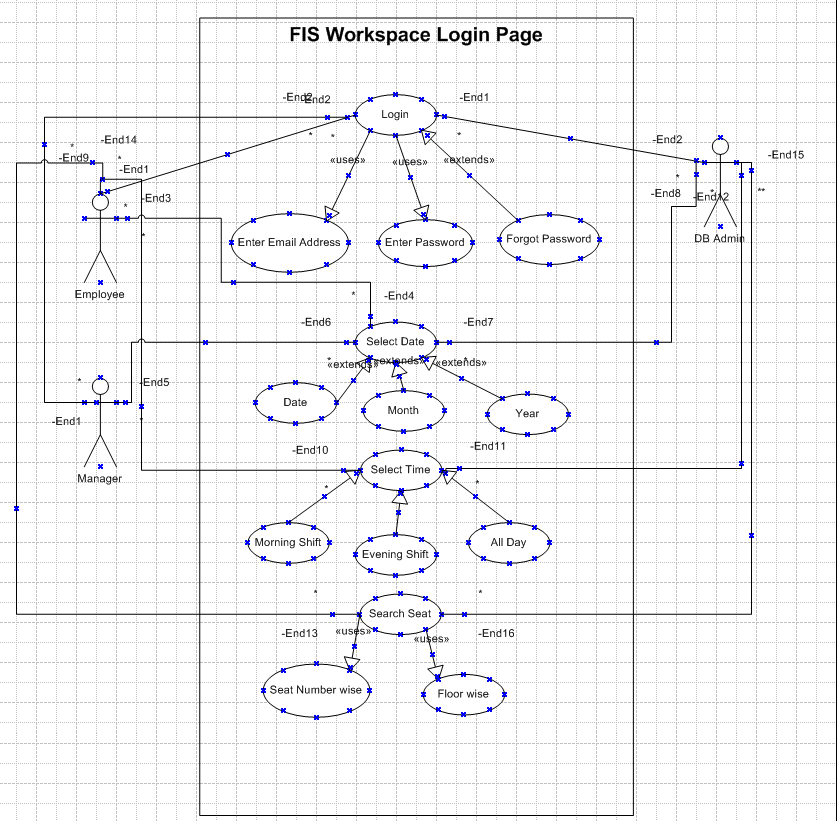 FIS Workspace Login Page
-End2
-End2
-End1
Login
*
*
*
-End14
-End2
-End15
*
*
-End9
«uses»
«uses»
«extends»
-End1
*
*
**
-End3
-End8
-End12
*
*
Enter Email Address
Enter Password
Forgot Password
DB Admin
Employee
*
-End4
-End6
-End7
Select Date
*
«extends»
«extends»
*
«extends»
*
-End5
Date
Month
Year
-End1
*
-End10
-End11
Manager
Select Time
*
*
Morning Shift
Evening Shift
All Day
*
*
Search Seat
-End13
«uses»
«uses»
-End16
Seat Number wise
Floor wise